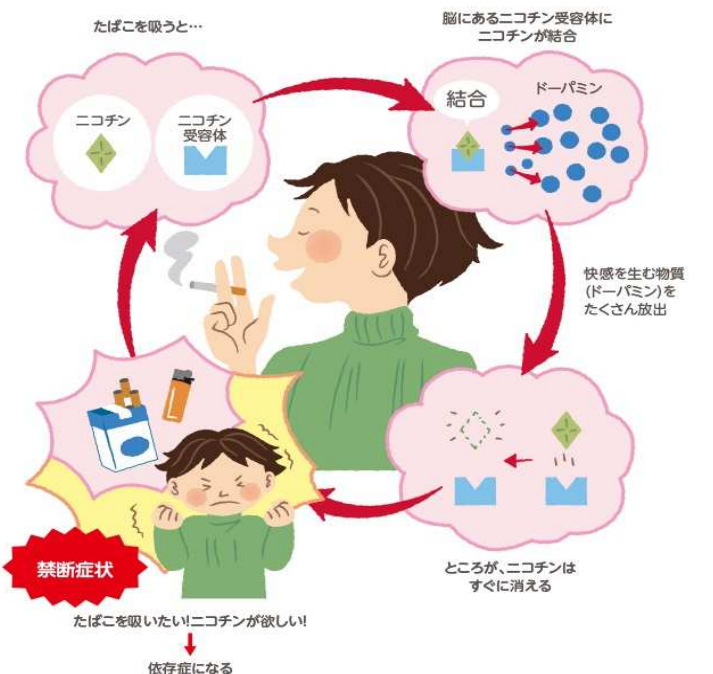 たばこを吸うと…
ニコチン
ニコチン
受容体
脳にあるニコチン受容体に
ニコチンが結合
結合
ドーパミン
快感を生む物質
(ドーパミン)を
たくさん放出
ところが、ニコチンは
すぐに消える
禁断症状
たばこを吸いたい!ニコチンが欲しい!
依存症になる